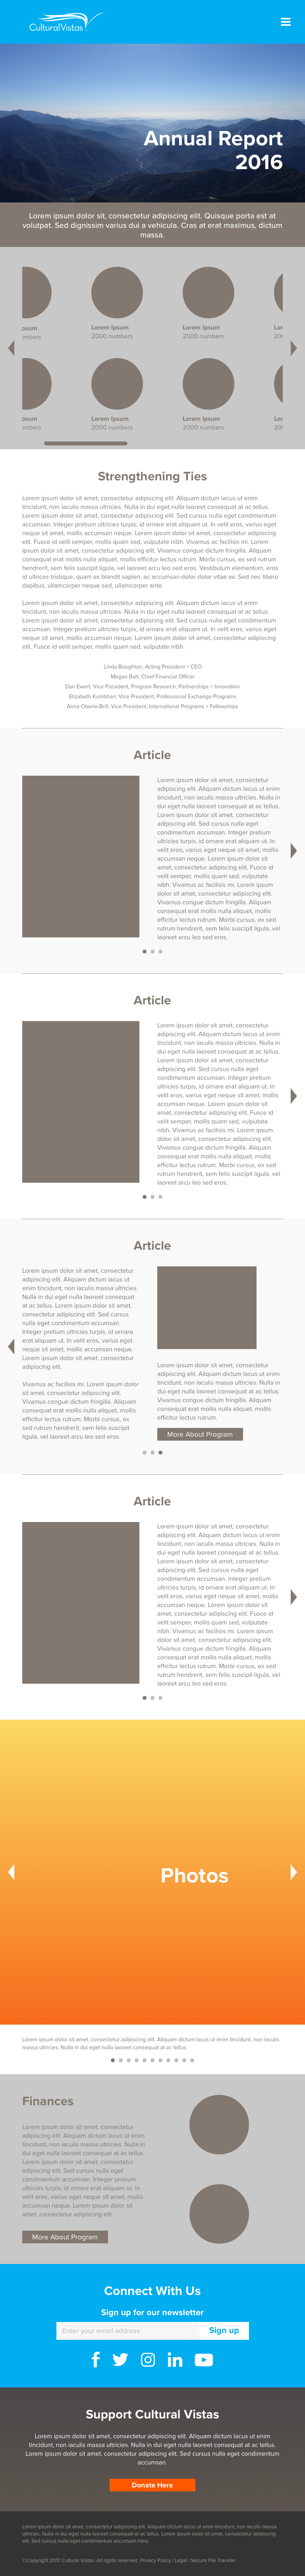 CulturalVistas
Annual Report
2016
Lorem ipsum dolor sit, consectetur adipiscing elit. Quisque porta est at
volutpat. Sed dignissim varius dui a vehicula. Cras at erat maximus, dictum
massa.
psum
Lorem Ipsum
Lorem Ipsum
Lor
mbers
2000 numbers
2000 numbers
20
psum
Lorem Ipsum
Lorem Ipsum
Lor
mbers
2000 numbers
2000 numbers
20
Strengthening Ties
Lorem ipsum dolor sit amet, consectetur adipiscing elit. Aliquam dictum lacus ut enim
tincidunt, non iaculis massa ultricies. Nulla in dui eget nulla laoreet consequat at ac tellus.
Lorem ipsum dolor sit amet, consectetur adipiscing elit. Sed cursus nulla eget condimentum
accumsan. Integer pretium ultricies turpis, id ornare erat aliquam ut. In velit eros, varius eget
neque sit amet, mollis accumsan neque. Lorem ipsum dolor sit amet, consectetur adipiscing
elit. Fusce id velit semper, mollis quam sed, vulputate nibh. Vivamus ac facilisis mi. Lorem
ipsum dolor sit amet, consectetur adipiscing elit. Vivamus congue dictum fringilla. Aliquam
consequat erat mollis nulla aliquet, mollis efficitur lectus rutrum. Morbi cursus, ex sed rutrum
hendrerit, sem felis suscipit ligula, vel laoreet arcu leo sed eros. Vestibulum elementum, eros
id ultrices tristique, quam ex blandit sapien, ac accumsan dolor dolor vitae ex. Sed nec libero
dapibus, ullamcorper neque sed, ullamcorper ante.
Lorem ipsum dolor sit amet, consectetur adipiscing elit. Aliquam dictum lacus ut enim
tincidunt, non iaculis massa ultricies. Nulla in dui eget nulla laoreet consequat at ac tellus.
Lorem ipsum dolor sit amet, consectetur adipiscing elit. Sed cursus nulla eget condimentum
accumsan. Integer pretium ultricies turpis, id ornare erat aliquam ut. In velit eros, varius eget
neque sit amet, mollis accumsan neque. Lorem ipsum dolor sit amet, consectetur adipiscing
elit. Fusce id velit semper, mollis quam sed, vulputate nibh.
Linda Boughton, Acting President + CEO
Megan Bah, Chief Financial Officer
Dan Ewert, Vice President, Program Research, Partnerships + Innovation
Elizabeth Kumbhari, Vice President, Professional Exchange Programs
Anna Oberle-Brill, Vice President, International Programs + Fellowships
Article
Lorem ipsum dolor sit amet, consectetur
adipiscing elit. Aliquam dictum lacus ut enim
tincidunt, non iaculis massa ultricies. Nulla in
dui eget nulla laoreet consequat at ac tellus.
Lorem ipsum dolor sit amet, consectetur
adipiscing elit. Sed cursus nulla eget
condimentum accumsan. Integer pretium
ultricies turpis, id ornare erat aliquam ut. In
velit eros, varius eget neque sit amet, mollis
accumsan neque. Lorem ipsum dolor sit
amet, consectetur adipiscing elit. Fusce id
velit semper, mollis quam sed, vulputate
nibh. Vivamus ac facilisis mi. Lorem ipsum
dolor sit amet, consectetur adipiscing elit.
Vivamus congue dictum fringilla. Aliquam
consequat erat mollis nulla aliquet, mollis
efficitur lectus rutrum. Morbi cursus, ex sed
rutrum hendrerit, sem felis suscipit ligula, vel
laoreet arcu leo sed eros.
Article
Lorem ipsum dolor sit amet, consectetur
adipiscing elit. Aliquam dictum lacus ut enim
tincidunt, non iaculis massa ultricies. Nulla in
dui eget nulla laoreet consequat at ac tellus.
Lorem ipsum dolor sit amet, consectetur
adipiscing elit. Sed cursus nulla eget
condimentum accumsan. Integer pretium
ultricies turpis, id ornare erat aliquam ut. In
velit eros, varius eget neque sit amet, mollis
accumsan neque. Lorem ipsum dolor sit
amet, consectetur adipiscing elit. Fusce id
velit semper, mollis quam sed, vulputate
nibh. Vivamus ac facilisis mi. Lorem ipsum
dolor sit amet, consectetur adipiscing elit.
Vivamus congue dictum fringilla. Aliquam
consequat erat mollis nulla aliquet, mollis
efficitur lectus rutrum. Morbi cursus, ex sed
rutrum hendrerit, sem felis suscipit ligula, vel
laoreet arcu leo sed eros.
Article
Lorem ipsum dolor sit amet, consectetur
adipiscing elit. Aliquam dictum lacus ut
enim tincidunt, non iaculis massa ultricies.
Nulla in dui eget nulla laoreet consequat
at ac tellus. Lorem ipsum dolor sit amet,
consectetur adipiscing elit. Sed cursus
nulla eget condimentum accumsan.
Integer pretium ultricies turpis, id ornare
erat aliquam ut. In velit eros, varius eget
neque sit amet, mollis accumsan neque.
Lorem ipsum dolor sit amet, consectetur
adipiscing elit.
Vivamus ac facilisis mi. Lorem ipsum dolor
sit amet, consectetur adipiscing elit.
Vivamus congue dictum fringilla. Aliquam
consequat erat mollis nulla aliquet, mollis
efficitur lectus rutrum. Morbi cursus, ex
sed rutrum hendrerit, sem felis suscipit
ligula, vel laoreet arcu leo sed eros.
Lorem ipsum dolor sit amet, consectetur
adipiscing elit. Aliquam dictum lacus ut enim
tincidunt, non iaculis massa ultricies. Nulla in
dui eget nulla laoreet consequat at ac tellus.
Vivamus congue dictum fringilla. Aliquam
consequat erat mollis nulla aliquet, mollis
efficitur lectus rutrum.
More About Program
Article
Lorem ipsum dolor sit amet, consectetur
adipiscing elit. Aliquam dictum lacus ut enim
tincidunt, non iaculis massa ultricies. Nulla in
dui eget nulla laoreet consequat at ac tellus.
Lorem ipsum dolor sit amet, consectetur
adipiscing elit. Sed cursus nulla eget
condimentum accumsan. Integer pretium
ultricies turpis, id ornare erat aliquam ut. In
velit eros, varius eget neque sit amet, mollis
accumsan neque. Lorem ipsum dolor sit
amet, consectetur adipiscing elit. Fusce id
velit semper, mollis quam sed, vulputate
nibh. Vivamus ac facilisis mi. Lorem ipsum
dolor sit amet, consectetur adipiscing elit.
Vivamus congue dictum fringilla. Aliquam
consequat erat mollis nulla aliquet, mollis
efficitur lectus rutrum. Morbi cursus, ex sed
rutrum hendrerit, sem felis suscipit ligula, vel
laoreet arcu leo sed eros.
Photos
Lorem ipsum dolor sit amet, consectetur adipiscing elit. Aliquam dictum lacus ut enim tincidunt, non iaculis
massa ultricies. Nulla in dui eget nulla laoreet consequat at ac tellus.
Finances
Lorem ipsum dolor sit amet, consectetur
adipiscing elit. Aliquam dictum lacus ut enim
tincidunt, non iaculis massa ultricies. Nulla in
dui eget nulla laoreet consequat at ac tellus.
Lorem ipsum dolor sit amet, consectetur
adipiscing elit. Sed cursus nulla eget
condimentum accumsan. Integer pretium
ultricies turpis, id ornare erat aliquam ut. In
velit eros, varius eget neque sit amet, mollis
accumsan neque. Lorem ipsum dolor sit
amet, consectetur adipiscing elit.
More About Program
Connect With Us
Sign up for our newsletter
Enter your email address
Sign up
Support Cultural Vistas
Lorem ipsum dolor sit amet, consectetur adipiscing elit. Aliquam dictum lacus ut enim
tincidunt, non iaculis massa ultricies. Nulla in dui eget nulla laoreet consequat at ac tellus.
Lorem ipsum dolor sit amet, consectetur adipiscing elit. Sed cursus nulla eget condimentum
accumsan.
Donate Here
Lorem ipsum dolor sit amet, consectetur adipiscing elit. Aliquam dictum lacus ut enim tincidunt, non iaculis massa
ultricies. Nulla in dui eget nulla laoreet consequat at ac tellus. Lorem ipsum dolor sit amet, consectetur adipiscing
elit. Sed cursus nulla eget condimentum accumsan here.
©Copyright 2017 Cultural Vistas. All rights reserved. Privacy Policy | Legal | Secure File Transfer